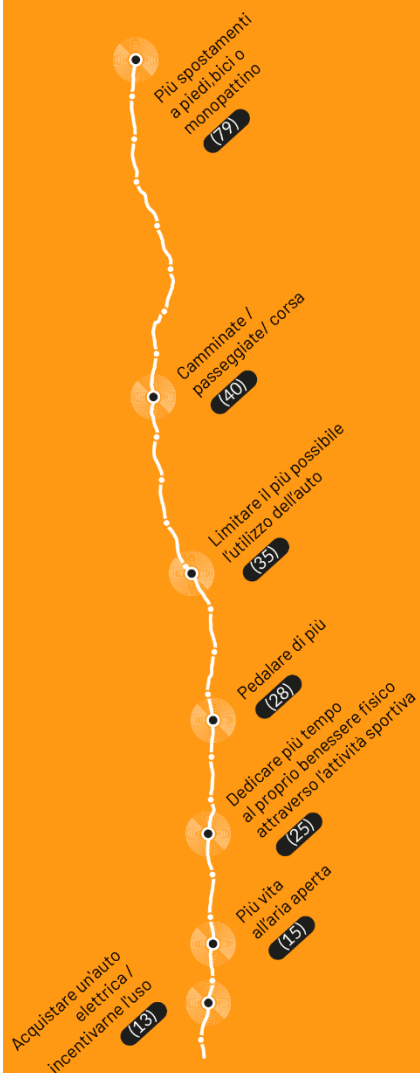 Più spostamenti
a piedi,bici o
monopattino
(79)
Camminate /
passeggiate/ corsa
(40)
Limitare il più possibile
l'utilizzo dell'auto
(35)
Pedalare di più
(28)
Dedicare più tempo
al proprio benessere fisico
attraverso l'attività sportiva
(25)
Più vita
all'aria aperta
(15)
Acquistare un'auto
elettrica /
incentivarne l'uso
(13)